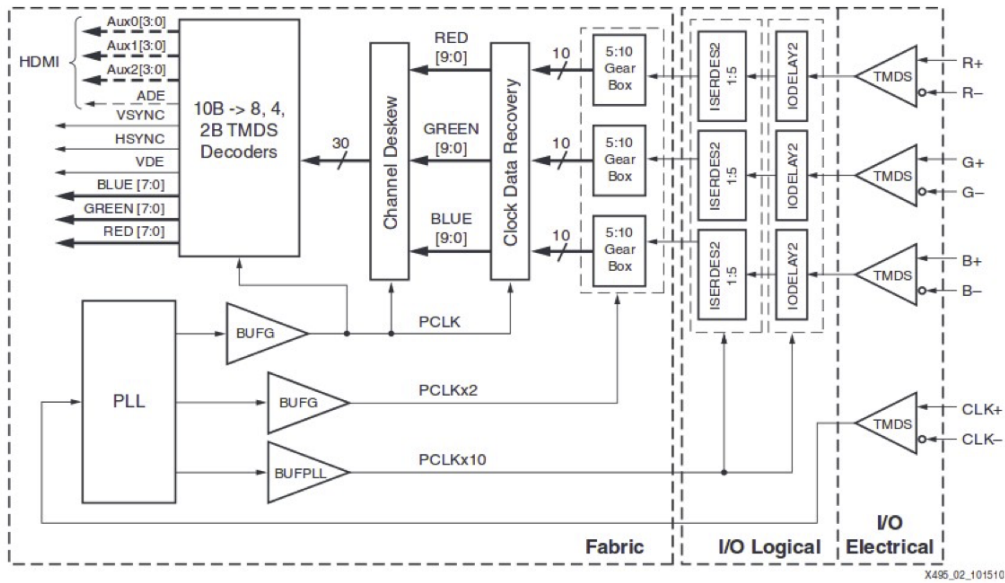 HDMI
Aux0[3:0]
Aux1[3:0]
Aux2[3:0]
ADE
VSYNC
HSYNC
VDE
BLUE [7:0]
GREEN [7:0]
RED [7:0]
10B -> 8, 4,
2B TMDS
Decoders
30
Channel Deskew
RED
[9:0]
GREEN
[9:0]
BLUE
[9:0]
Clock Data Recovery
10
10
10
5:10
Gear
Box
5:10
Gear
Box
5:10
Gear
Box
ISERDES2
1:5
ISERDES2
1:5
ISERDES2
1:5
IODELAY2
IODELAY2
IODELAY2
TMDS
R+
R–
TMDS
G+
G–
TMDS
B+
B–
PLL
BUFG
PCLK
BUFG
PCLKx2
BUFPLL
PCLKx10
TMDS
CLK+
CLK–
Fabric
I/O Logical
I/O
Electrical
X495_02_101510